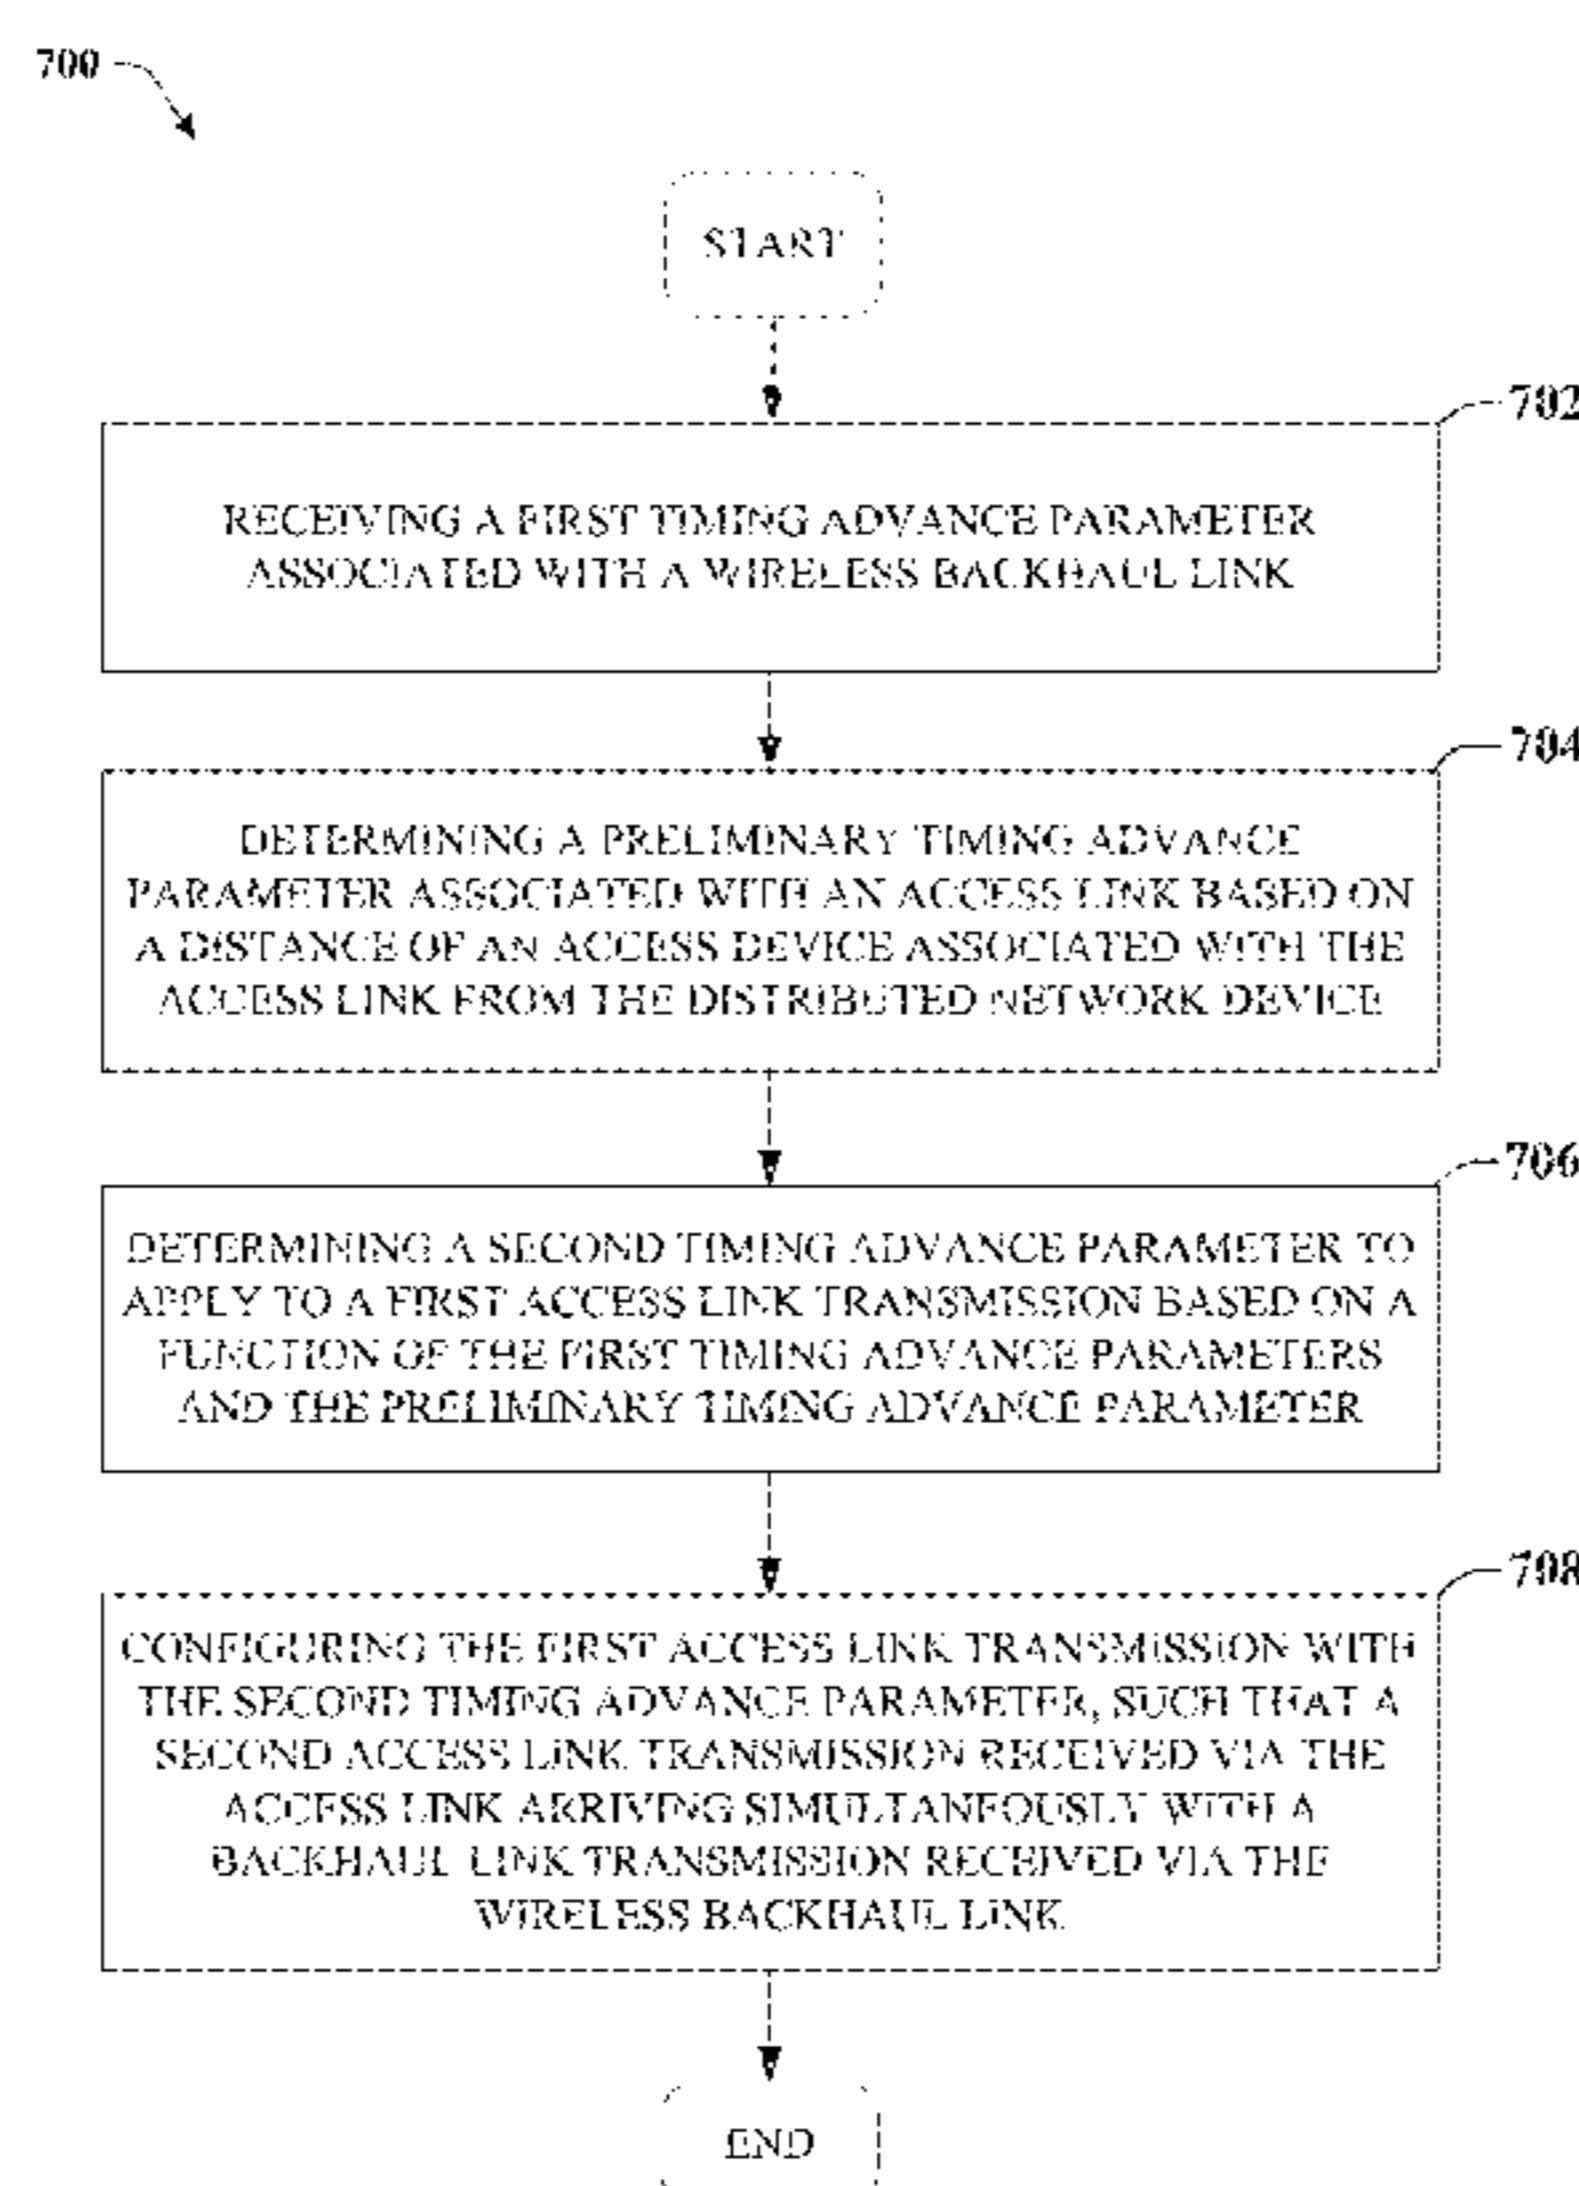 700
START
702
RECEIVING A FIRST TIMING ADVANCE PARAMETER
ASSOCIATED WITH A WIRELESS BACKHAUL LINK
704
DETERMINING A PRELIMINARY TIMING ADVANCE
PARAMETER ASSOCIATED WITH AN ACCESS LINK BASED ON
A DISTANCE OF AN ACCESS DEVICE ASSOCIATED WITH THE
ACCESS LINK FROM THE DISTRIBUTED NETWORK DEVICE
706
DETERMINING A SECOND TIMING ADVANCE PARAMETER TO
APPLY TO A FIRST ACCESS LINK TRANSMISSION BASED ON A
FUNCTION OF THE FIRST TIMING ADVANCE PARAMETERS
AND THE PRELIMINARY TIMING ADVANCE PARAMETER
708
CONFIGURING THE FIRST ACCESS LINK TRANSMISSION WITH
THE SECOND TIMING ADVANCE PARAMETER, SUCH THAT A
SECOND ACCESS LINK TRANSMISSION RECEIVED VIA THE
ACCESS LINK ARRIVING SIMULTANEOUSLY WITH A
BACKHAUL LINK TRANSMISSION RECEIVED VIA THE
WIRELESS BACKHAUL LINK
END